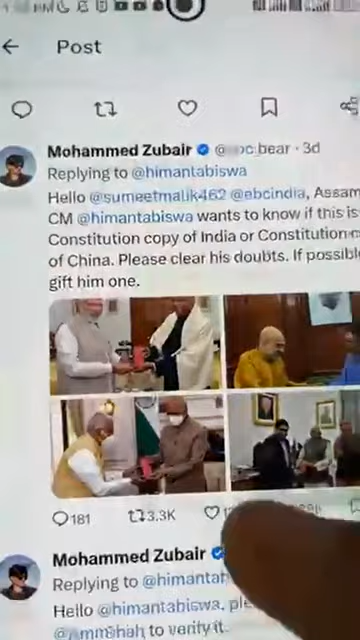 Post
Mohammed Zubair · 3d
Replying to @himantabiswa
Hello @sumeetmalik462 @ebcindia, Assam
CM @himantabiswa wants to know if this is
Constitution copy of India or Constitution
of China. Please clear his doubts. If possible
gift him one.
181 3.3K
Mohammed Zubair
Replying to @himantab
Hello @himantabiswa, ple
to verify it.